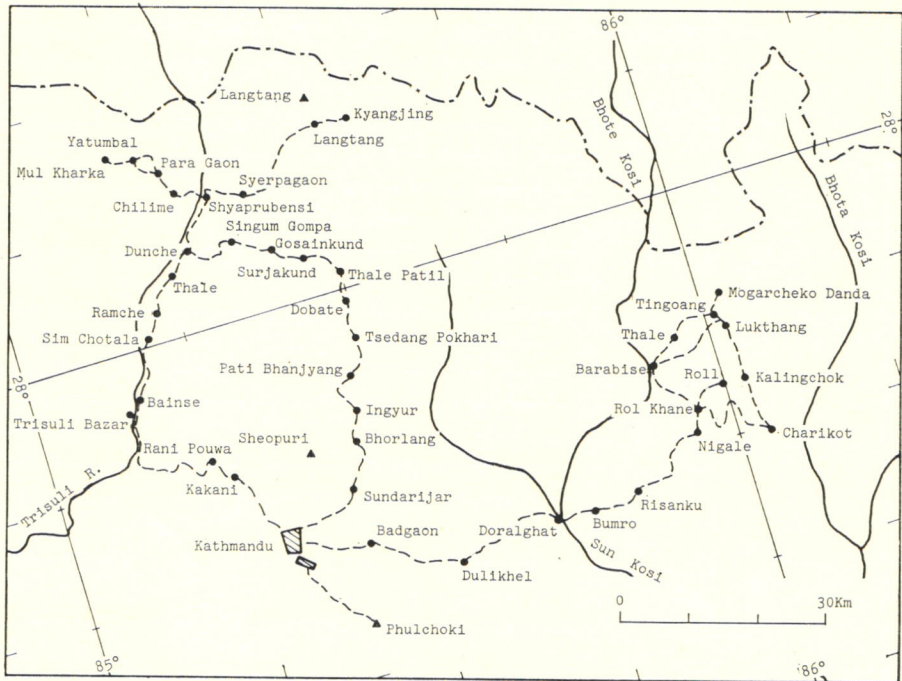 86°
Langtang
Kyangjing
Langtang
Bhote Kosi
28°
Yatumbal
Para Gaon
Mul Kharka
Syerpagaon
Chilime
Shyaprubensi
Bhota Kosi
Singum Gompa
Dunche
Gosainkund
Surjakund
Thale Patil
Thale
Mogarcheko Danda
Dobate
Tingoang
Ramche
Lukthang
Sim Chotala
Thale
Tsedang Pokhari
Barabise
Pati Bhanjyang
Roll
Kalingchok
28°
Bainse
Ingyur
Rol Khane
Trisuli Bazar
Charikot
Rani Pouwa
Sheopuri
Bhorlang
Nigale
Kakani
Trisuli R.
Sundarijar
Risanku
Badgaon
Doralghat
Bumro
Kathmandu
Sun Kosi
Dulikhel
0 30Km
Phulchoki
85°
86°